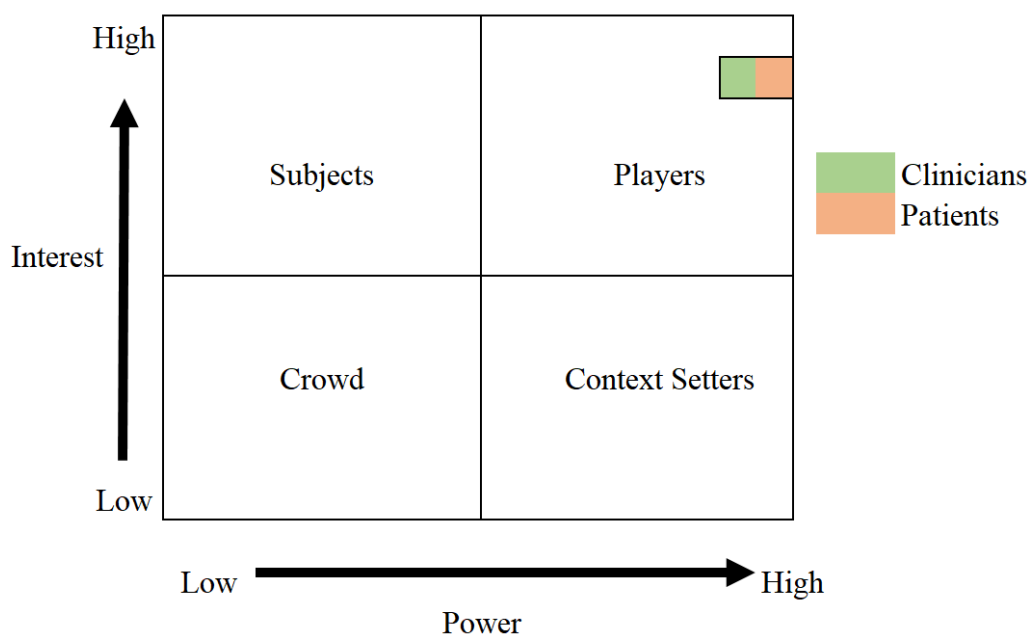 High
Subjects
Players
Clinicians
Patients
Interest
Crowd
Context Setters
Low
Low
High
Power